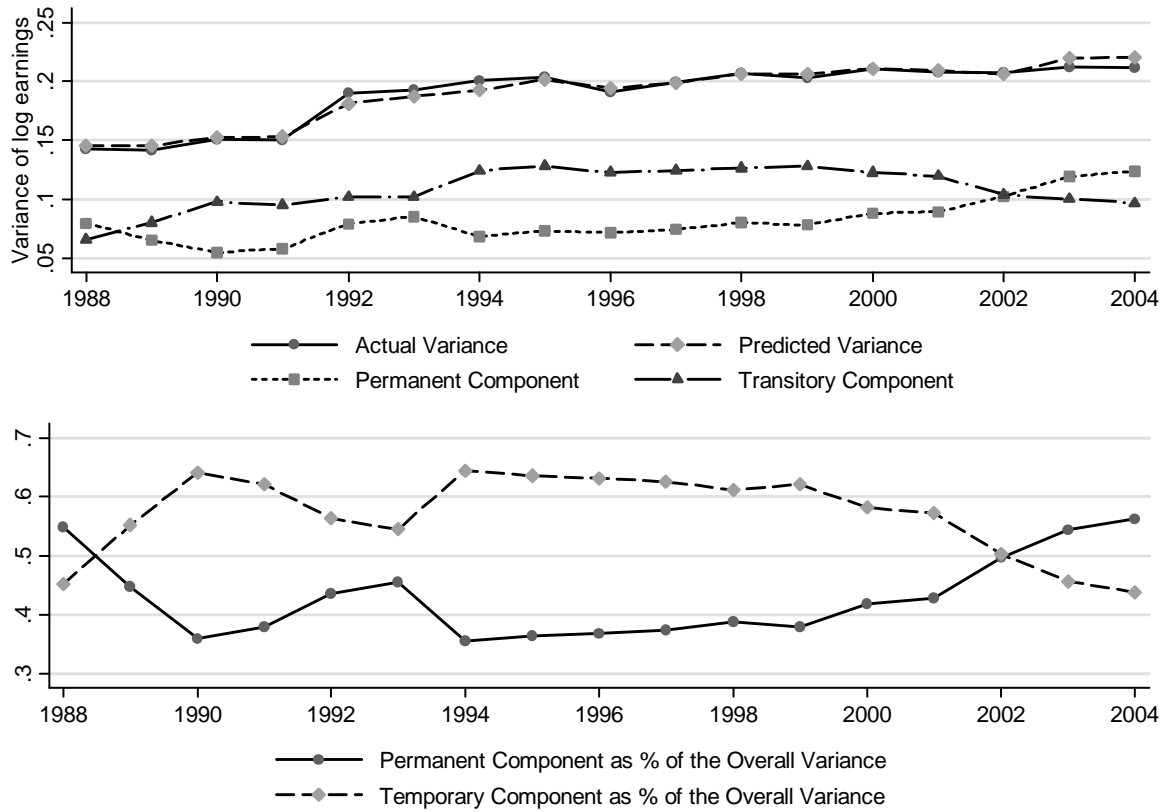 Variance of log earnings
.25
.2
.15
.1
.05
1988 1990 1992 1994 1996 1998 2000 2002 2004
Actual Variance Predicted Variance
Permanent Component Transitory Component
.7
.6
.5
.4
.3
1988 1990 1992 1994 1996 1998 2000 2002 2004
Permanent Component as % of the Overall Variance
Temporary Component as % of the Overall Variance